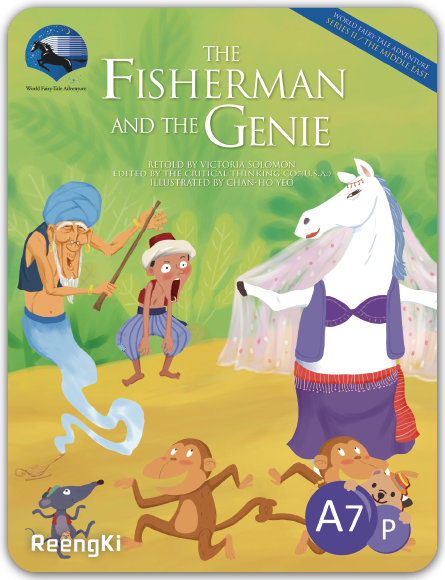 World Fairy-Tale Adventure
WORLD FAIRY-TALE ADVENTURE
SERIES II / THE MIDDLE EAST
THE
FISHERMAN
AND THE GENIE
RETOLD BY VICTORIA SOLOMON
EDITED BY THE CRITICAL THINKING CO.(U.S.A.)
ILLUSTRATED BY CHAN-HO YEO
A7
P
ReengKi